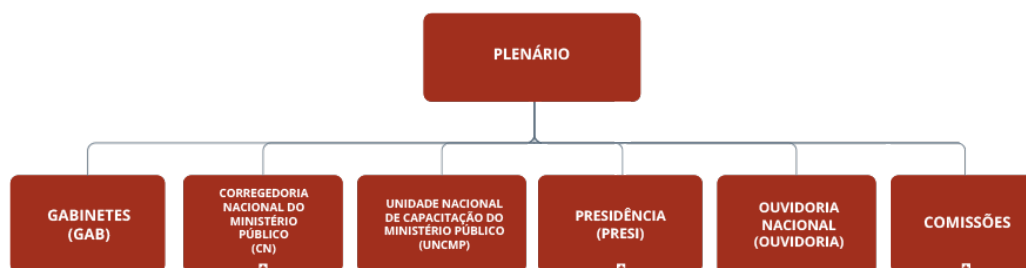 PLENÁRIO
GABINETES
(GAB)
CORREGEDORIA
NACIONAL DO
MINISTÉRIO
PÚBLICO
(CN)
UNIDADE NACIONAL
DE CAPACITAÇÃO DO
MINISTÉRIO PÚBLICO
(UNCMP)
PRESIDÊNCIA
(PRESI)
OUVIDORIA
NACIONAL
(OUVIDORIA)
COMISSÕES